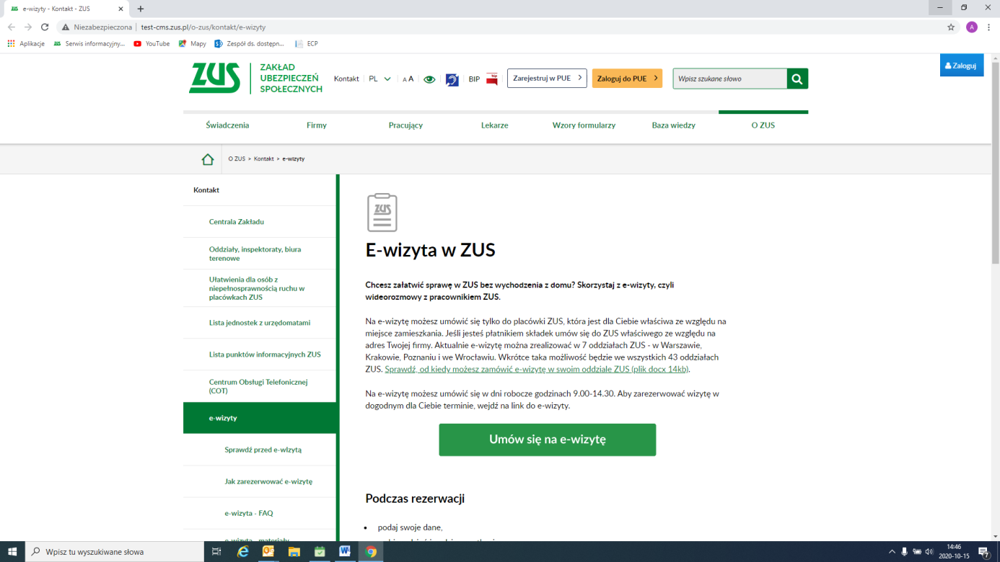 e-wizyty - Kontakt - ZUS
Niezabezpieczona | test-cms.zus.pl/o-zus/kontakt/e-wizyty
A
Aplikacje
Serwis informacyjny...
YouTube
Mapy
Zespół ds. dostępn...
ECP
ZUS
ZAKŁAD
UBEZPIECZEŃ
SPOŁECZNYCH
Kontakt
PL
A A
BIP
bip
Zarejestruj w PUE
Zaloguj do PUE
Wpisz szukane słowo
Zaloguj
Świadczenia
Firmy
Pracujący
Lekarze
Wzory formularzy
Baza wiedzy
O ZUS
O ZUS > Kontakt > e-wizyty
Kontakt
Centrala Zakładu
Oddziały, inspektoraty, biura
terenowe
Ułatwienia dla osób z
niepełnosprawnością ruchu w
placówkach ZUS
Lista jednostek z urzędomatami
Lista punktów informacyjnych ZUS
Centrum Obsługi Telefonicznej
(COT)
e-wizyty
Sprawdź przed e-wizytą
Jak zarezerwować e-wizytę
e-wizyta - FAQ
e-wizyta - materiały
ZUS
E-wizyta w ZUS
Chcesz załatwić sprawę w ZUS bez wychodzenia z domu? Skorzystaj z e-wizyty, czyli
wideorozmowy z pracownikiem ZUS.
Na e-wizytę możesz umówić się tylko do placówki ZUS, która jest dla Ciebie właściwa ze względu na
miejsce zamieszkania. Jeśli jesteś płatnikiem składek umów się do ZUS właściwego ze względu na
adres Twojej firmy. Aktualnie e-wizytę można zrealizować w 7 oddziałach ZUS - w Warszawie,
Krakowie, Poznaniu i we Wrocławiu. Wkrótce taka możliwość będzie we wszystkich 43 oddziałach
ZUS. Sprawdź, od kiedy możesz zamówić e-wizytę w swoim oddziale ZUS (plik docx 14kb).
Na e-wizytę możesz umówić się w dni robocze godzinach 9.00-14.30. Aby zarezerwować wizytę w
dogodnym dla Ciebie terminie, wejdź na link do e-wizyty.
Umów się na e-wizytę
Podczas rezerwacji
• podaj swoje dane,
Wpisz tu wyszukiwane słowo
14:46
2020-10-15
7